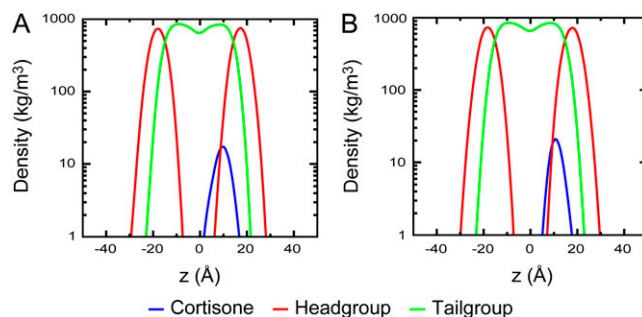 A
B
Density (kg/m³)
1000
100
10
1
-40 -20 0 20 40
z (Å)
Density (kg/m³)
1000
100
10
1
-40 -20 0 20 40
z (Å)
Cortisone Headgroup Tailgroup